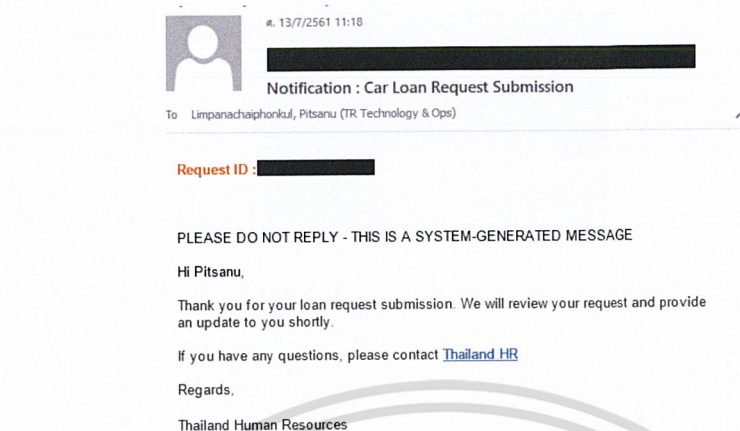 ศ. 13/7/2561 11:18
Notification : Car Loan Request Submission
To Limpanachaiphonkul, Pitsanu (TR Technology & Ops)
Request ID :
PLEASE DO NOT REPLY - THIS IS A SYSTEM-GENERATED MESSAGE
Hi Pitsanu,
Thank you for your loan request submission. We will review your request and provide
an update to you shortly.
If you have any questions, please contact Thailand HR
Regards,
Thailand Human Resources